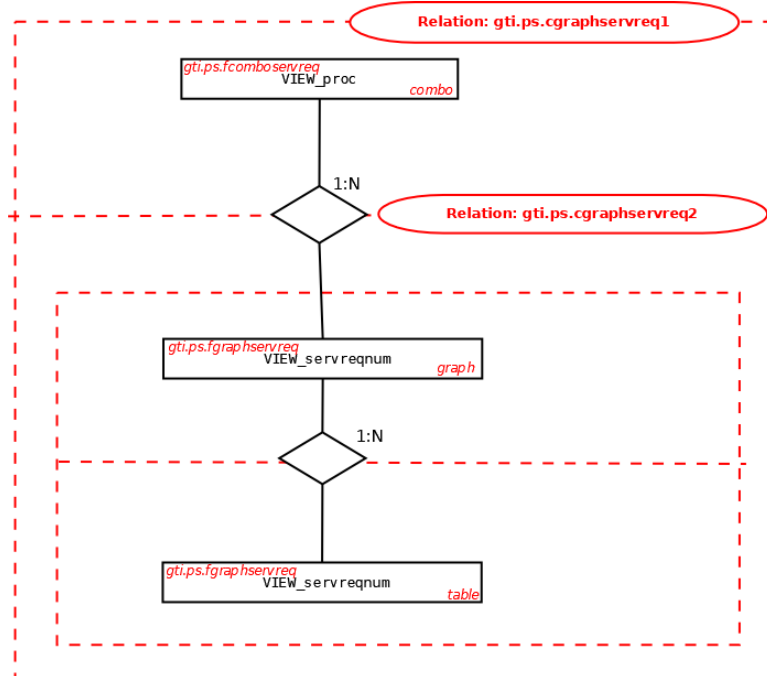 Relation: gti.ps.cgraphservreq1
gti.ps.fcomboservreq
VIEW_proc
combo
1:N
Relation: gti.ps.cgraphservreq2
gti.ps.fgraphservreq
VIEW_servreqnum
graph
1:N
gti.ps.fgraphservreq
VIEW_servreqnum
table